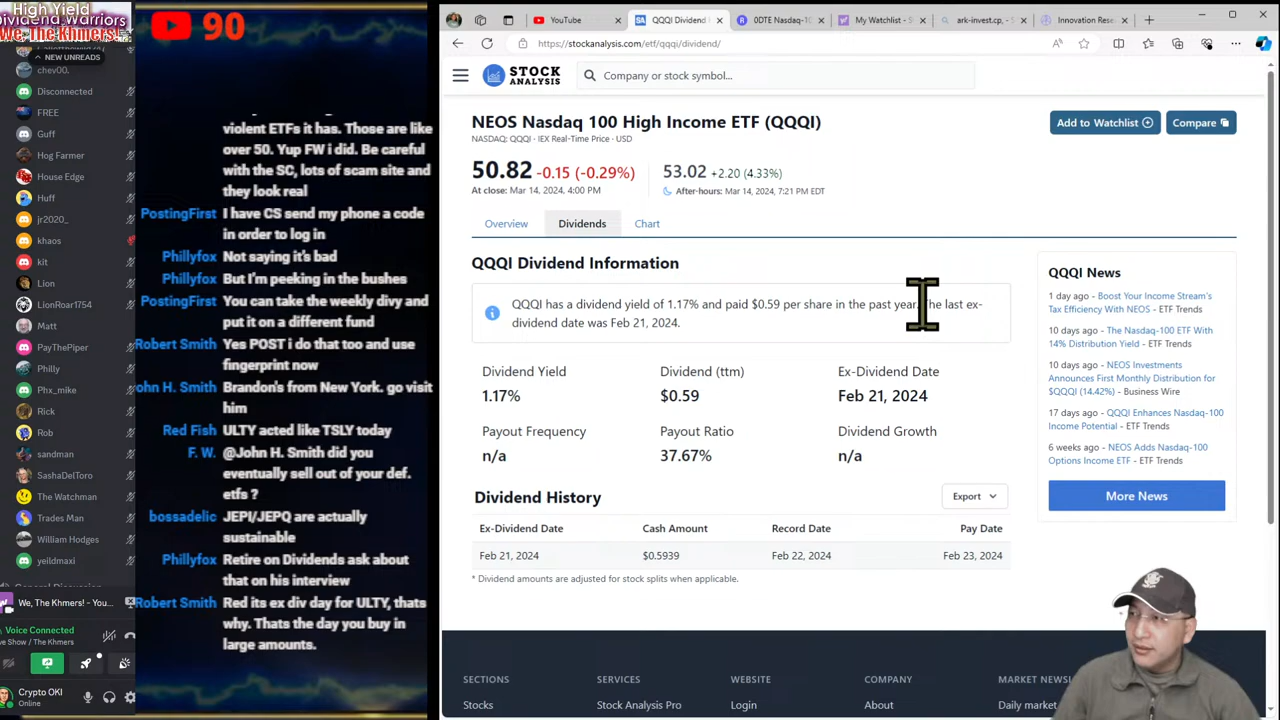 High Yield
Dividend Warriors
We, The Khmers!
NEW UNREADS
chev00.
Disconnected
FREE
Guff
Hog Farmer
House Edge
Huff
jr2020_
khaos
kit
Lion
LionRoar1754
Matt
PayThePiper
Philly
Phx_mike
Rick
Rob
sandman
SashaDelToro
The Watchman
Trades Man
William Hodges
yeildmaxi
We, The Khmers! - You...
Voice Connected
ve Show / The Khmers
Crypto OKI
Online
90
violent ETFs it has. Those are like
over 50. Yup FW i did. Be careful
with the SC, lots of scam site and
they look real
PostingFirst I have CS send my phone a code
in order to log in
Phillyfox Not saying it's bad
Phillyfox But I'm peeking in the bushes
PostingFirst You can take the weekly divy and
put it on a different fund
Robert Smith Yes POST i do that too and use
fingerprint now
ohn H. Smith Brandon's from New York. go visit
him
Red Fish ULTY acted like TSLY today
F. W. @John H. Smith did you
eventually sell out of your def.
etfs ?
bossadelic JEPI/JEPQ are actually
sustainable
Phillyfox Retire on Dividends ask about
that on his interview
Robert Smith Red its ex div day for ULTY, thats
why. Thats the day you buy in
large amounts.
YouTube
QQQI Dividend
0DTE Nasdaq-10
My Watchlist - S
ark-invest.cp, - S
Innovation Rese
https://stockanalysis.com/etf/qqqi/dividend/
STOCK
ANALYSIS
Company or stock symbol...
NEOS Nasdaq 100 High Income ETF (QQQI)
NASDAQ: QQQI · IEX Real-Time Price · USD
Add to Watchlist
Compare
50.82 -0.15 (-0.29%)
At close: Mar 14, 2024, 4:00 PM
53.02 +2.20 (4.33%)
After-hours: Mar 14, 2024, 7:21 PM EDT
Overview
Dividends
Chart
QQQI Dividend Information
QQQI has a dividend yield of 1.17% and paid $0.59 per share in the past year. The last ex-
dividend date was Feb 21, 2024.
Dividend Yield
1.17%
Dividend (ttm)
$0.59
Ex-Dividend Date
Feb 21, 2024
Payout Frequency
n/a
Payout Ratio
37.67%
Dividend Growth
n/a
Dividend History
Export
Ex-Dividend Date Cash Amount Record Date Pay Date
Feb 21, 2024 $0.5939 Feb 22, 2024 Feb 23, 2024
* Dividend amounts are adjusted for stock splits when applicable.
QQQI News
1 day ago - Boost Your Income Stream's
Tax Efficiency With NEOS - ETF Trends
10 days ago - The Nasdaq-100 ETF With
14% Distribution Yield - ETF Trends
10 days ago - NEOS Investments
Announces First Monthly Distribution for
$QQQI (14.42%) - Business Wire
17 days ago - QQQI Enhances Nasdaq-100
Income Potential - ETF Trends
6 weeks ago - NEOS Adds Nasdaq-100
Options Income ETF - ETF Trends
More News
SECTIONS
Stocks
SERVICES
Stock Analysis Pro
WEBSITE
Login
COMPANY
About
MARKET NEWSL
Daily market